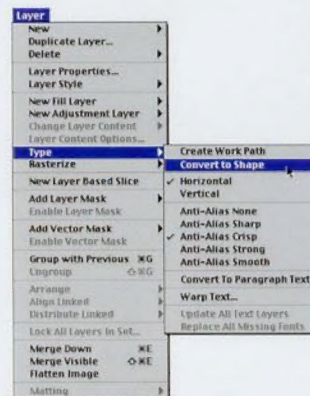 Layer
New
Duplicate Layer...
Delete
Layer Properties...
Layer Style
New Fill Layer
New Adjustment Layer
Change Layer Content
Layer Content Options...
Type
Rasterize
New Layer Based Slice
Add Layer Mask
Enable Layer Mask
Add Vector Mask
Enable Vector Mask
Group with Previous ⌘G
Ungroup ⇧⌘G
Arrange
Align Linked
Distribute Linked
Lock All Layers In Set...
Merge Down ⌘E
Merge Visible ⇧⌘E
Flatten Image
Matting
Create Work Path
Convert to Shape
✓ Horizontal
Vertical
Anti-Alias None
Anti-Alias Sharp
✓ Anti-Alias Crisp
Anti-Alias Strong
Anti-Alias Smooth
Convert To Paragraph Text
Warp Text...
Update All Text Layers
Replace All Missing Fonts